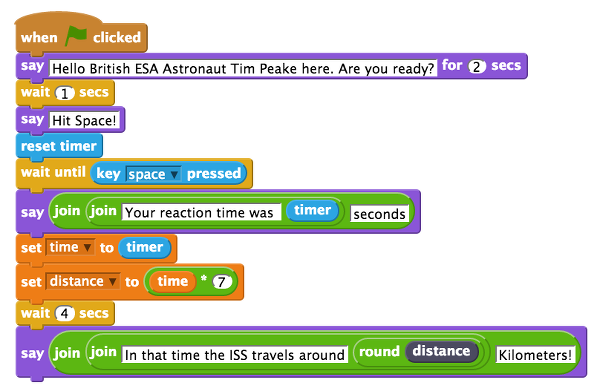 when clicked
say Hello British ESA Astronaut Tim Peake here. Are you ready? for 2 secs
wait 1 secs
say Hit Space!
reset timer
wait until key space pressed
say join join Your reaction time was timer seconds
set time to timer
set distance to time * 7
wait 4 secs
say join join In that time the ISS travels around round distance Kilometers!